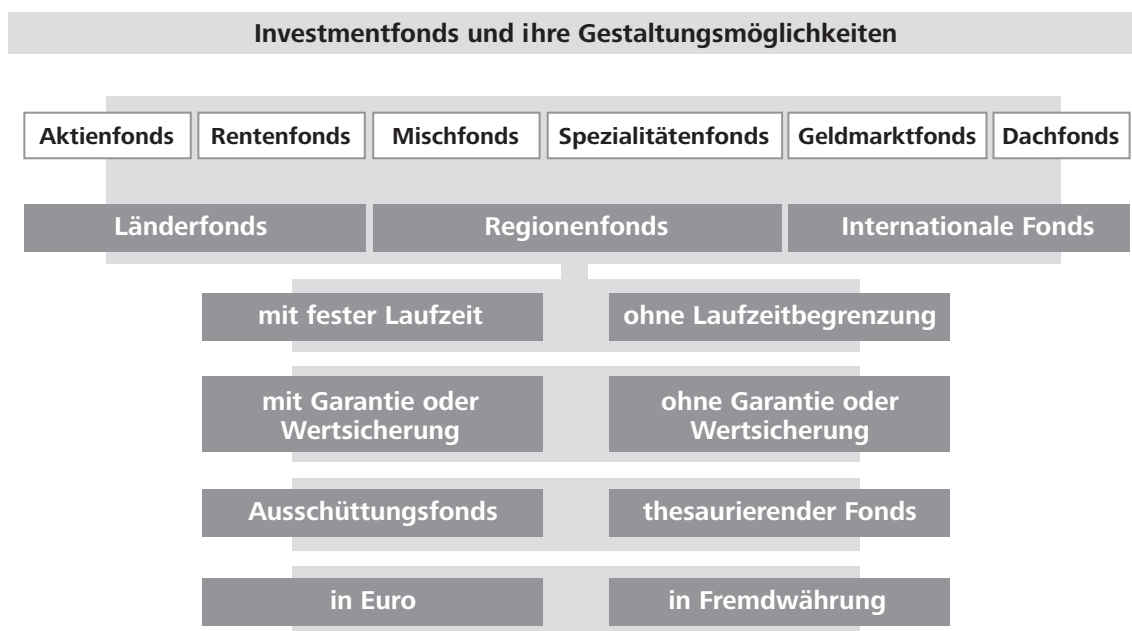 Investmentfonds und ihre Gestaltungsmöglichkeiten
Aktienfonds Rentenfonds Mischfonds Spezialitätenfonds Geldmarktfonds Dachfonds
Länderfonds Regionenfonds Internationale Fonds
mit fester Laufzeit ohne Laufzeitbegrenzung
mit Garantie oder
Wertsicherung
ohne Garantie oder
Wertsicherung
Ausschüttungsfonds thesaurierender Fonds
in Euro in Fremdwährung